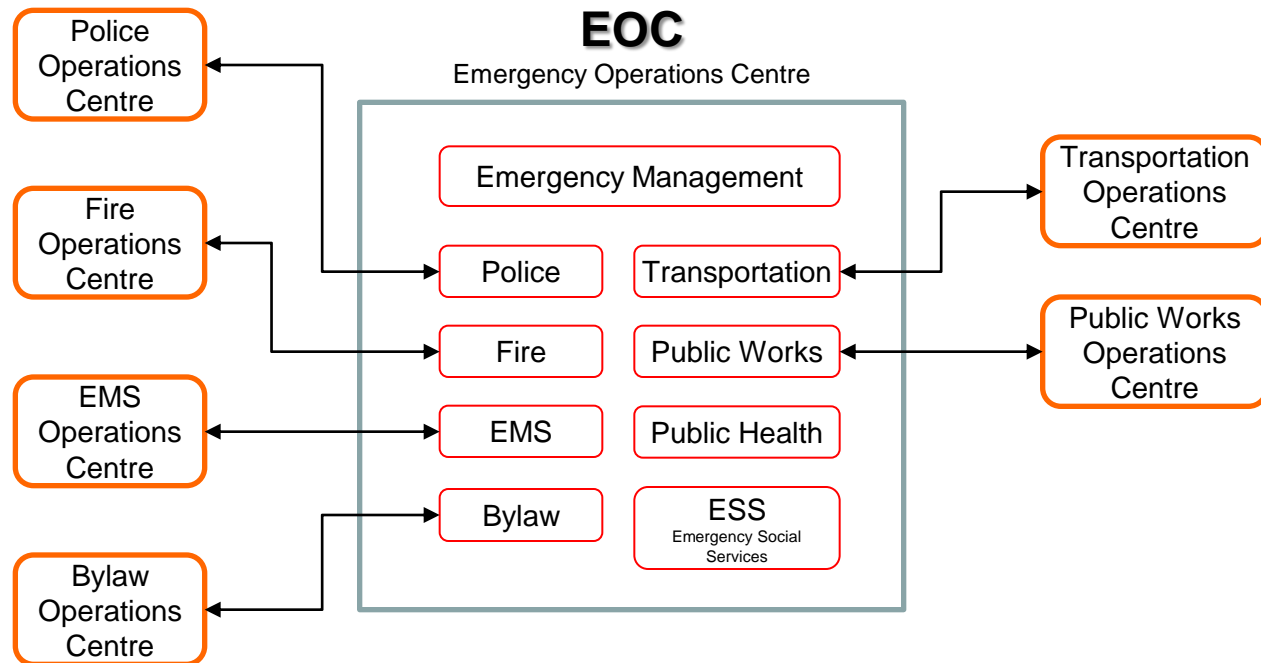 EOC
Emergency Operations Centre
Police
Operations
Centre
Fire
Operations
Centre
EMS
Operations
Centre
Bylaw
Operations
Centre
Emergency Management
Police
Transportation
Fire
Public Works
EMS
Public Health
Bylaw
ESS
Emergency Social
Services
Transportation
Operations
Centre
Public Works
Operations
Centre